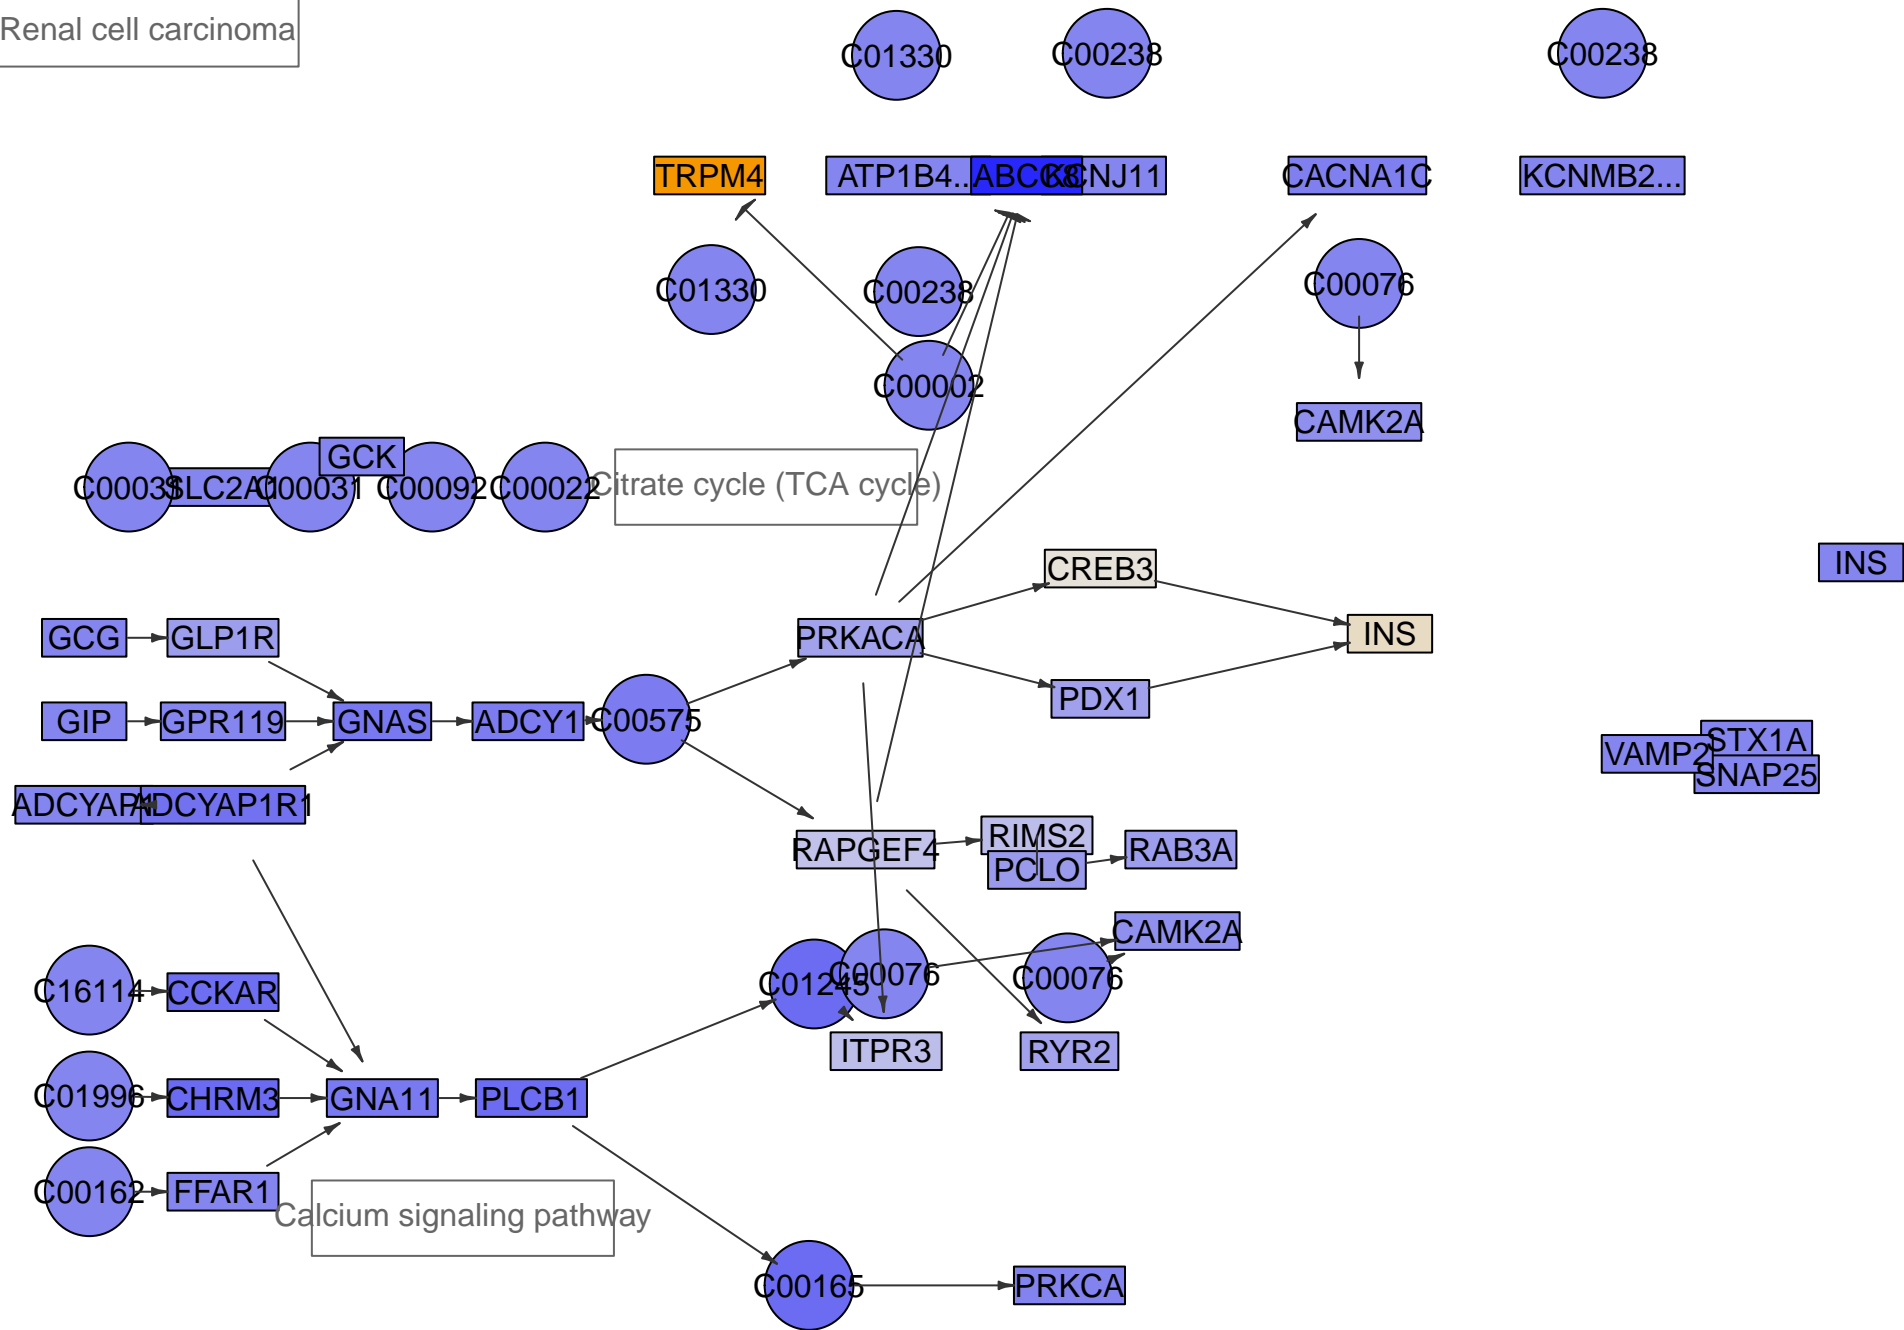 Renal cell carcinoma
C01330
C00238
C00238
TRPM4
ATP1B4...
ABCC8
KCNJ11
CACNA1C
KCNMB2...
C01330
C00238
C00076
C00002
CAMK2A
GCK
C00031
SLC2A1
C00031
C00092
C00022
Citrate cycle (TCA cycle)
CREB3
INS
GCG
GLP1R
PRKACA
INS
PDX1
GIP
GPR119
GNAS
ADCY1
C00575
STX1A
VAMP2
SNAP25
ADCYAP1
ADCYAP1R1
RAPGEF4
RIMS2
PCLO
RAB3A
CAMK2A
C16114
CCKAR
C01245
C00076
C00076
ITPR3
RYR2
C01996
CHRM3
GNA11
PLCB1
C00162
FFAR1
Calcium signaling pathway
C00165
PRKCA